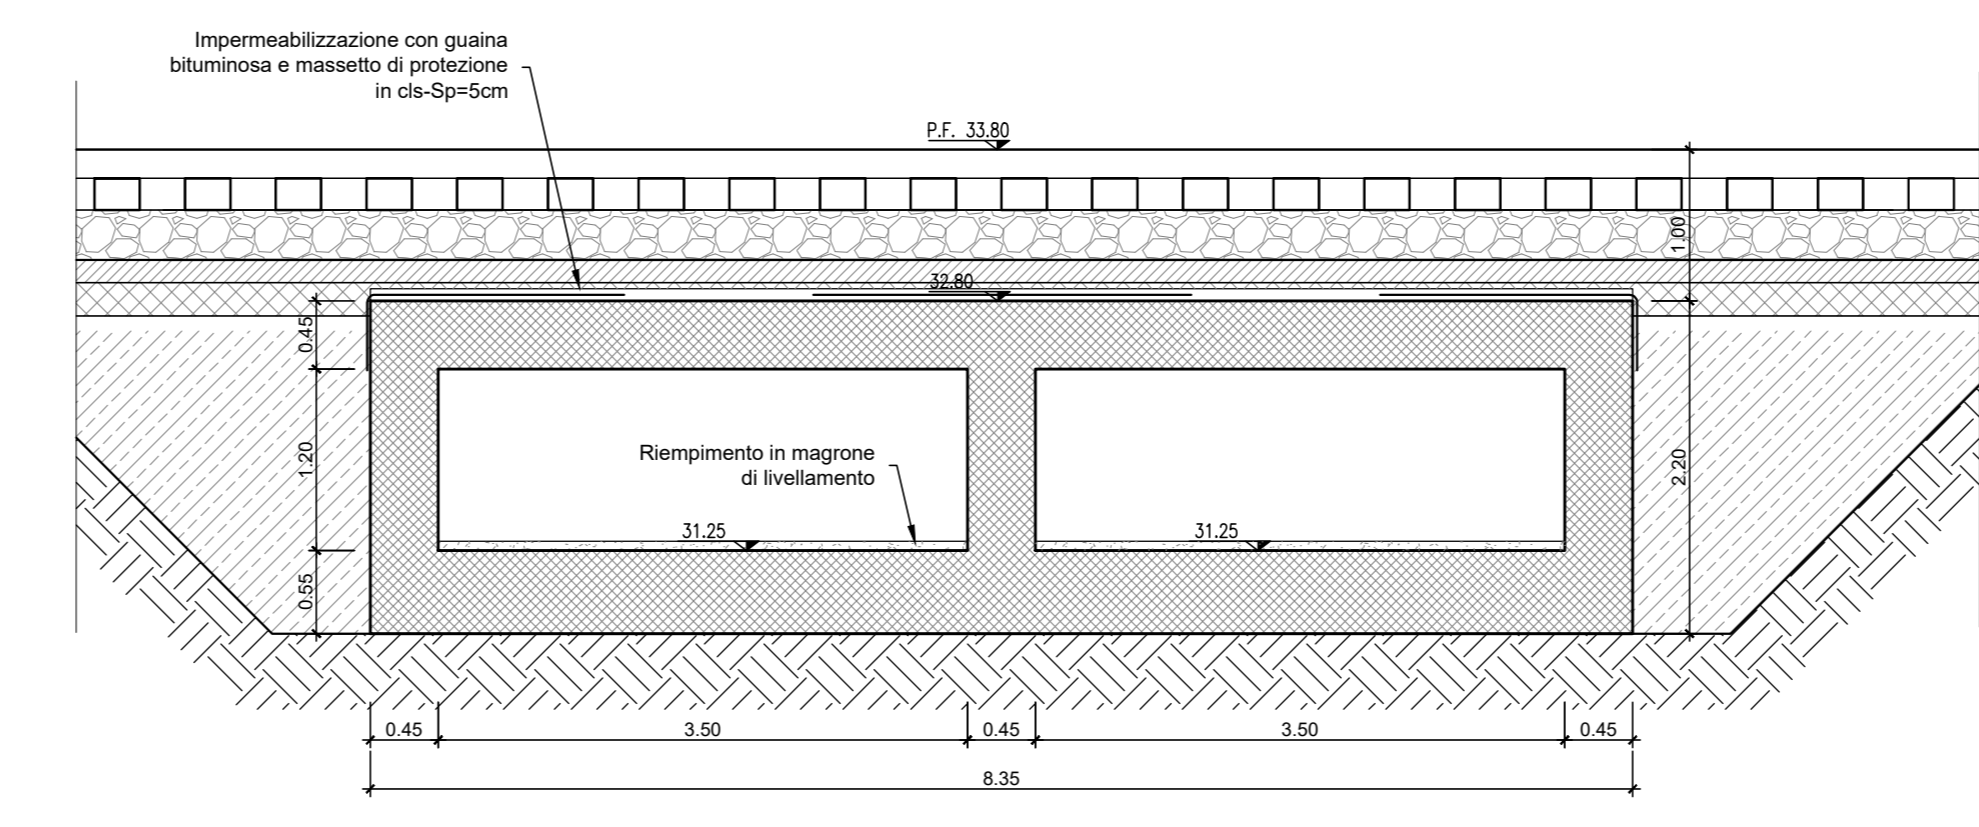 Impermeabilizzazione con guaina
bituminosa e massetto di protezione
in cls-Sp=5cm
P.F. 33.80
1.00
32.80
0.45
1.20
Riempimento in magrone
di livellamento
2.20
31.25
31.25
0.55
0.45
3.50
0.45
3.50
0.45
8.35